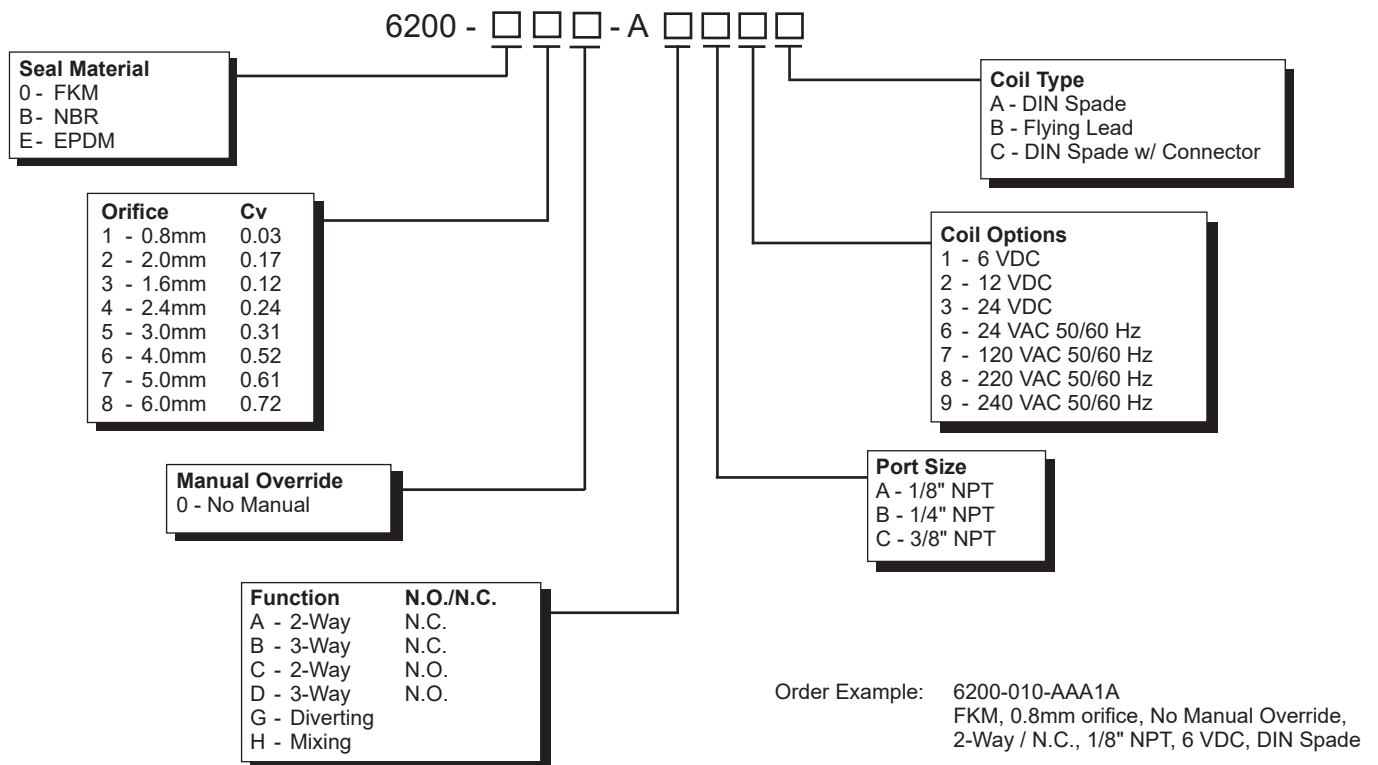 6200 - □ □ □ - A □ □ □ □
Seal Material
0 - FKM
B - NBR
E - EPDM
Coil Type
A - DIN Spade
B - Flying Lead
C - DIN Spade w/ Connector
Orifice Cv
1 - 0.8mm 0.03
2 - 2.0mm 0.17
3 - 1.6mm 0.12
4 - 2.4mm 0.24
5 - 3.0mm 0.31
6 - 4.0mm 0.52
7 - 5.0mm 0.61
8 - 6.0mm 0.72
Coil Options
1 - 6 VDC
2 - 12 VDC
3 - 24 VDC
6 - 24 VAC 50/60 Hz
7 - 120 VAC 50/60 Hz
8 - 220 VAC 50/60 Hz
9 - 240 VAC 50/60 Hz
Manual Override
0 - No Manual
Port Size
A - 1/8" NPT
B - 1/4" NPT
C - 3/8" NPT
Function N.O./N.C.
A - 2-Way N.C.
B - 3-Way N.C.
C - 2-Way N.O.
D - 3-Way N.O.
G - Diverting
H - Mixing
Order Example: 6200-010-AAA1A
FKM, 0.8mm orifice, No Manual Override,
2-Way / N.C., 1/8" NPT, 6 VDC, DIN Spade